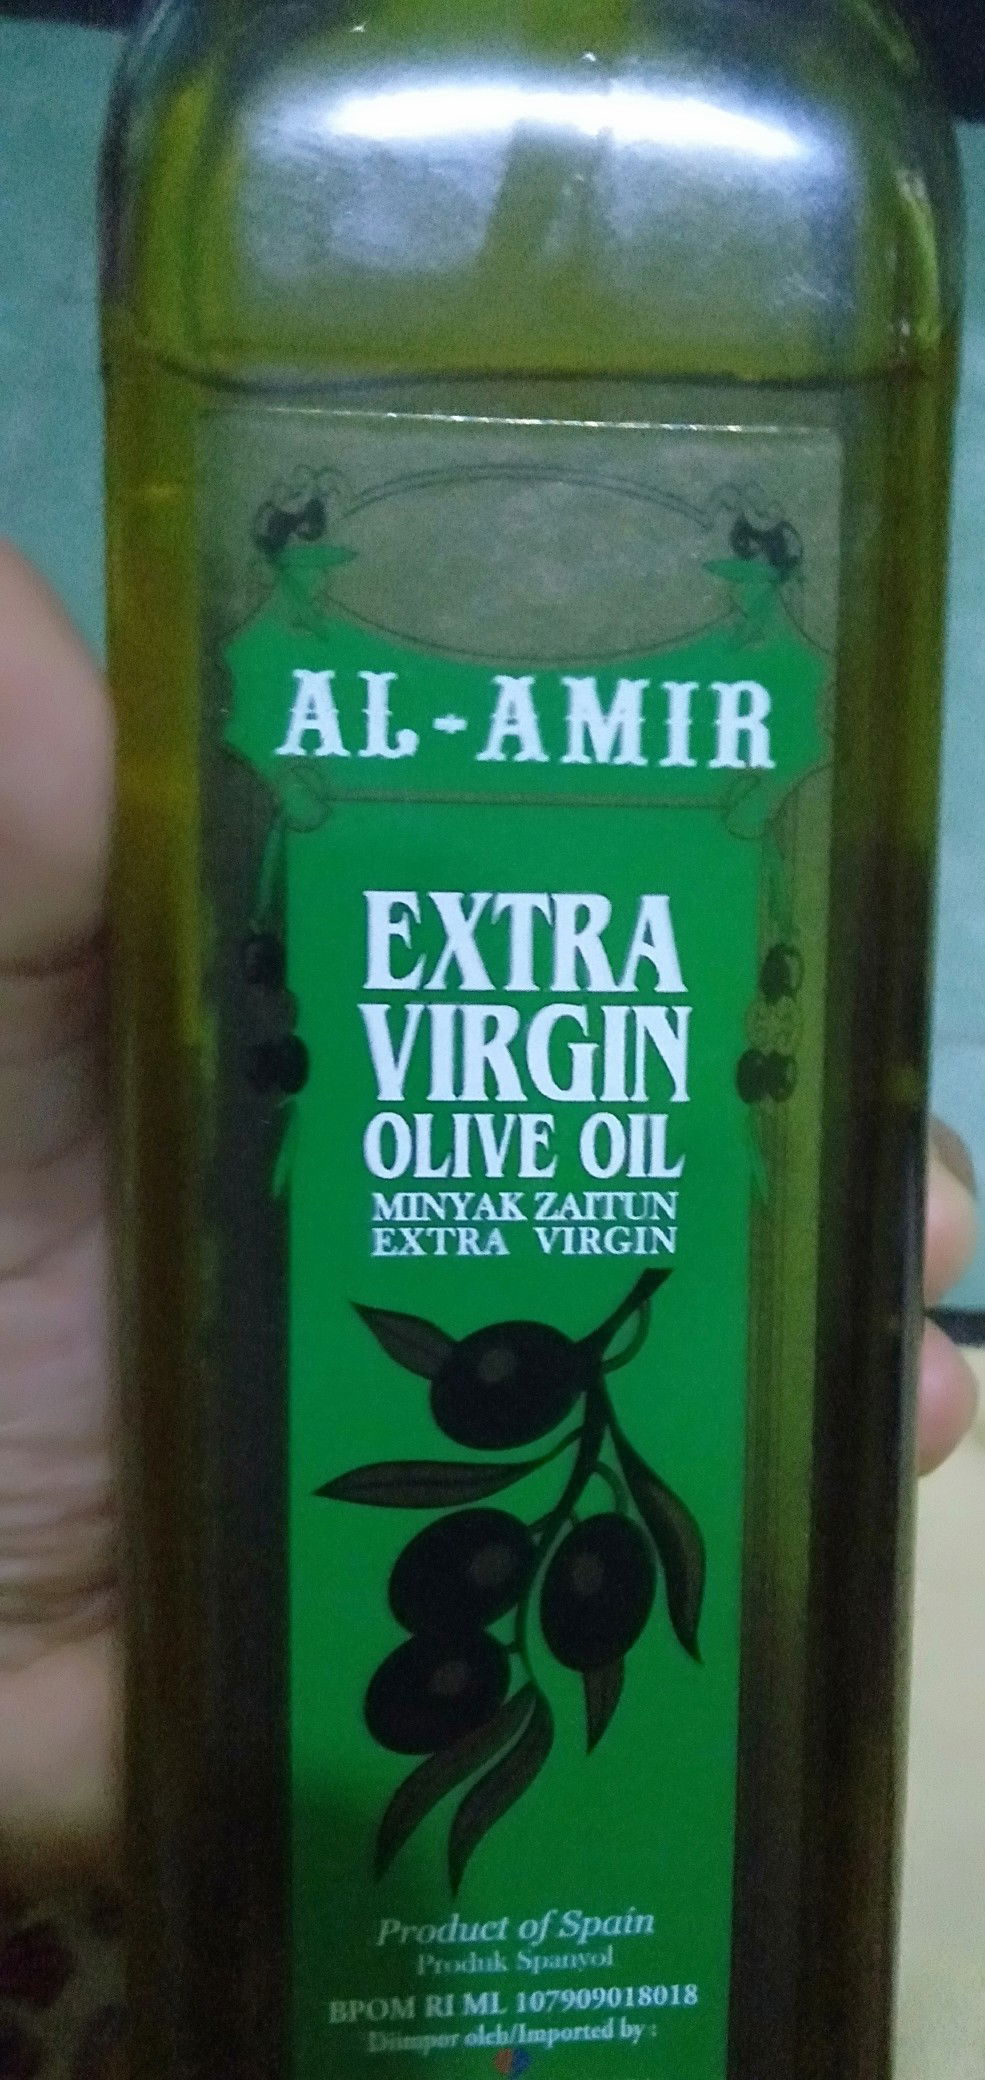 AL-AMIR
EXTRA
VIRGIN
OLIVE OIL
MINYAK ZAITUN
EXTRA VIRGIN
Product of Spain
Produk Spanyol
BPOM RI ML 107909018018
Diimpor oleh/Imported by :